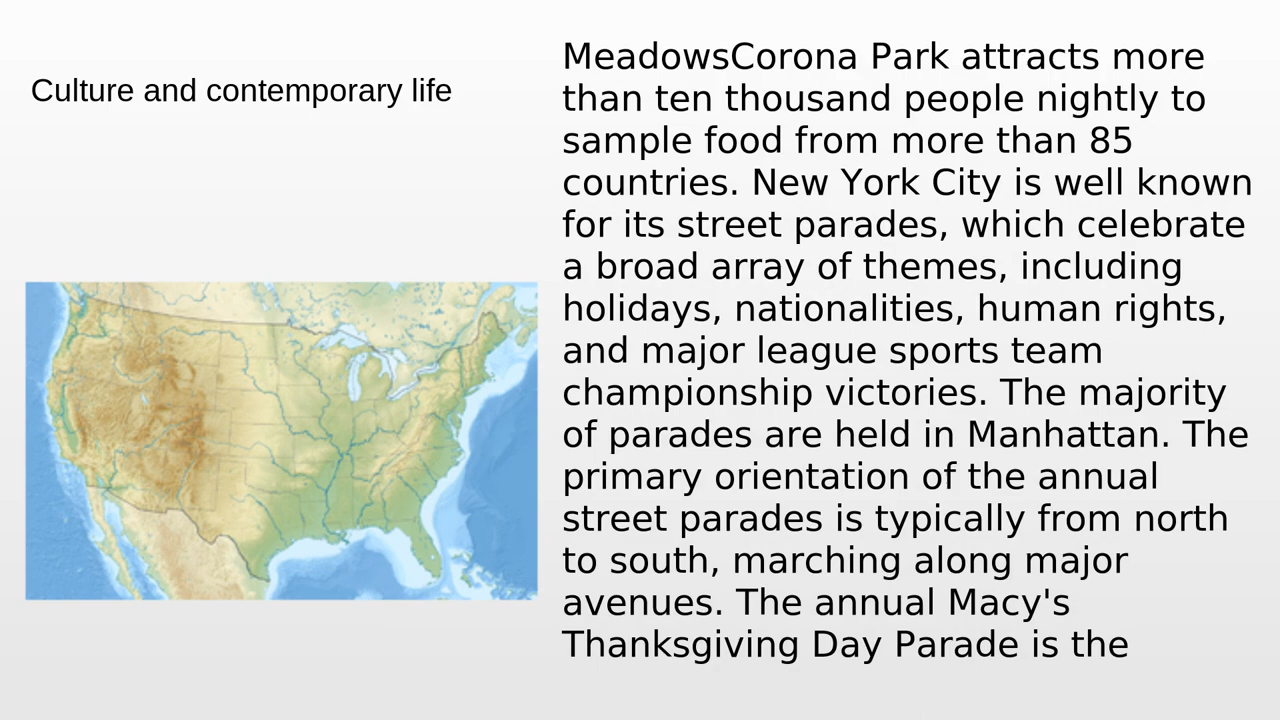 Culture and contemporary life
MeadowsCorona Park attracts more
than ten thousand people nightly to
sample food from more than 85
countries. New York City is well known
for its street parades, which celebrate
a broad array of themes, including
holidays, nationalities, human rights,
and major league sports team
championship victories. The majority
of parades are held in Manhattan. The
primary orientation of the annual
street parades is typically from north
to south, marching along major
avenues. The annual Macy's
Thanksgiving Day Parade is the